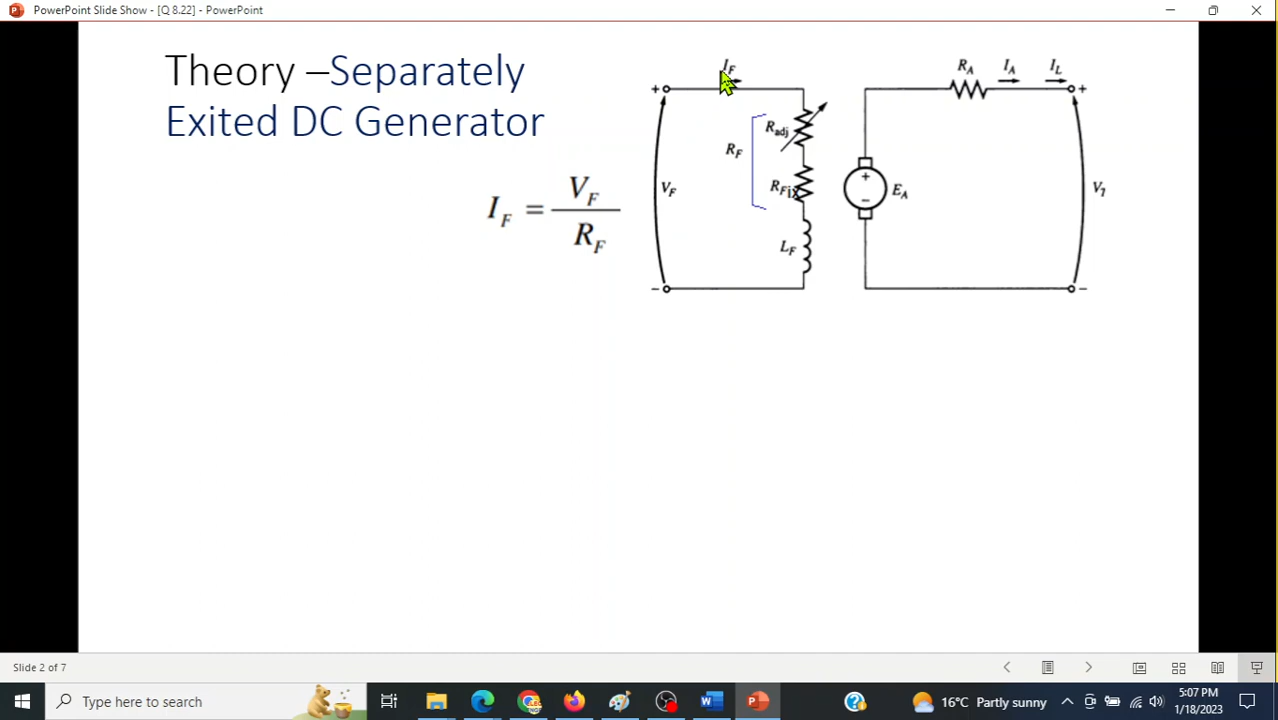 PowerPoint Slide Show - [Q 8.22] - PowerPoint
Theory –Separately
Exited DC Generator
I_F = V_F / R_F
I_F
+
R_adj
R_F
V_F
R_Fix
L_F
–
R_A
I_A
I_L
+
+
–
E_A
V_T
–
Slide 2 of 7
Type here to search
16°C Partly sunny
5:07 PM
1/18/2023